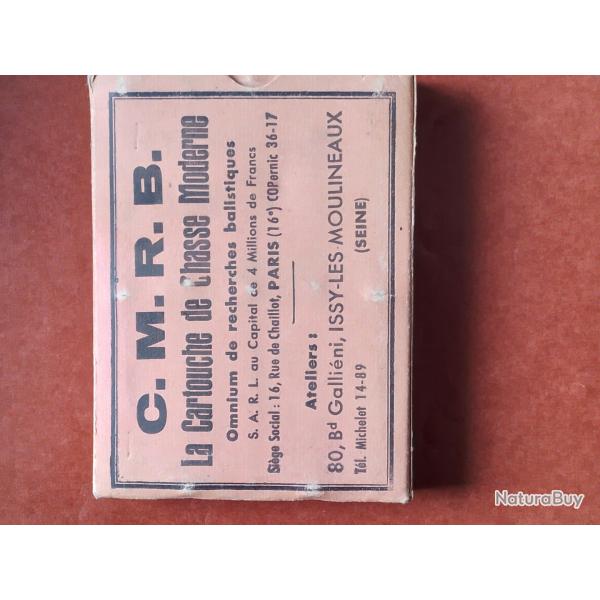 C. M. R. B.
La Cartouche de Chasse Moderne
Omnium de recherches balistiques
S. A. R. L. au Capital ce 4 Millions de Francs
Siège Social : 16, Rue de Chaillot, PARIS (16e) COPernic 36-17
Ateliers :
80, Bd Galliéni, ISSY-LES-MOULINEAUX
(SEINE)
Tél. Michelet 14-89
NaturaBuy